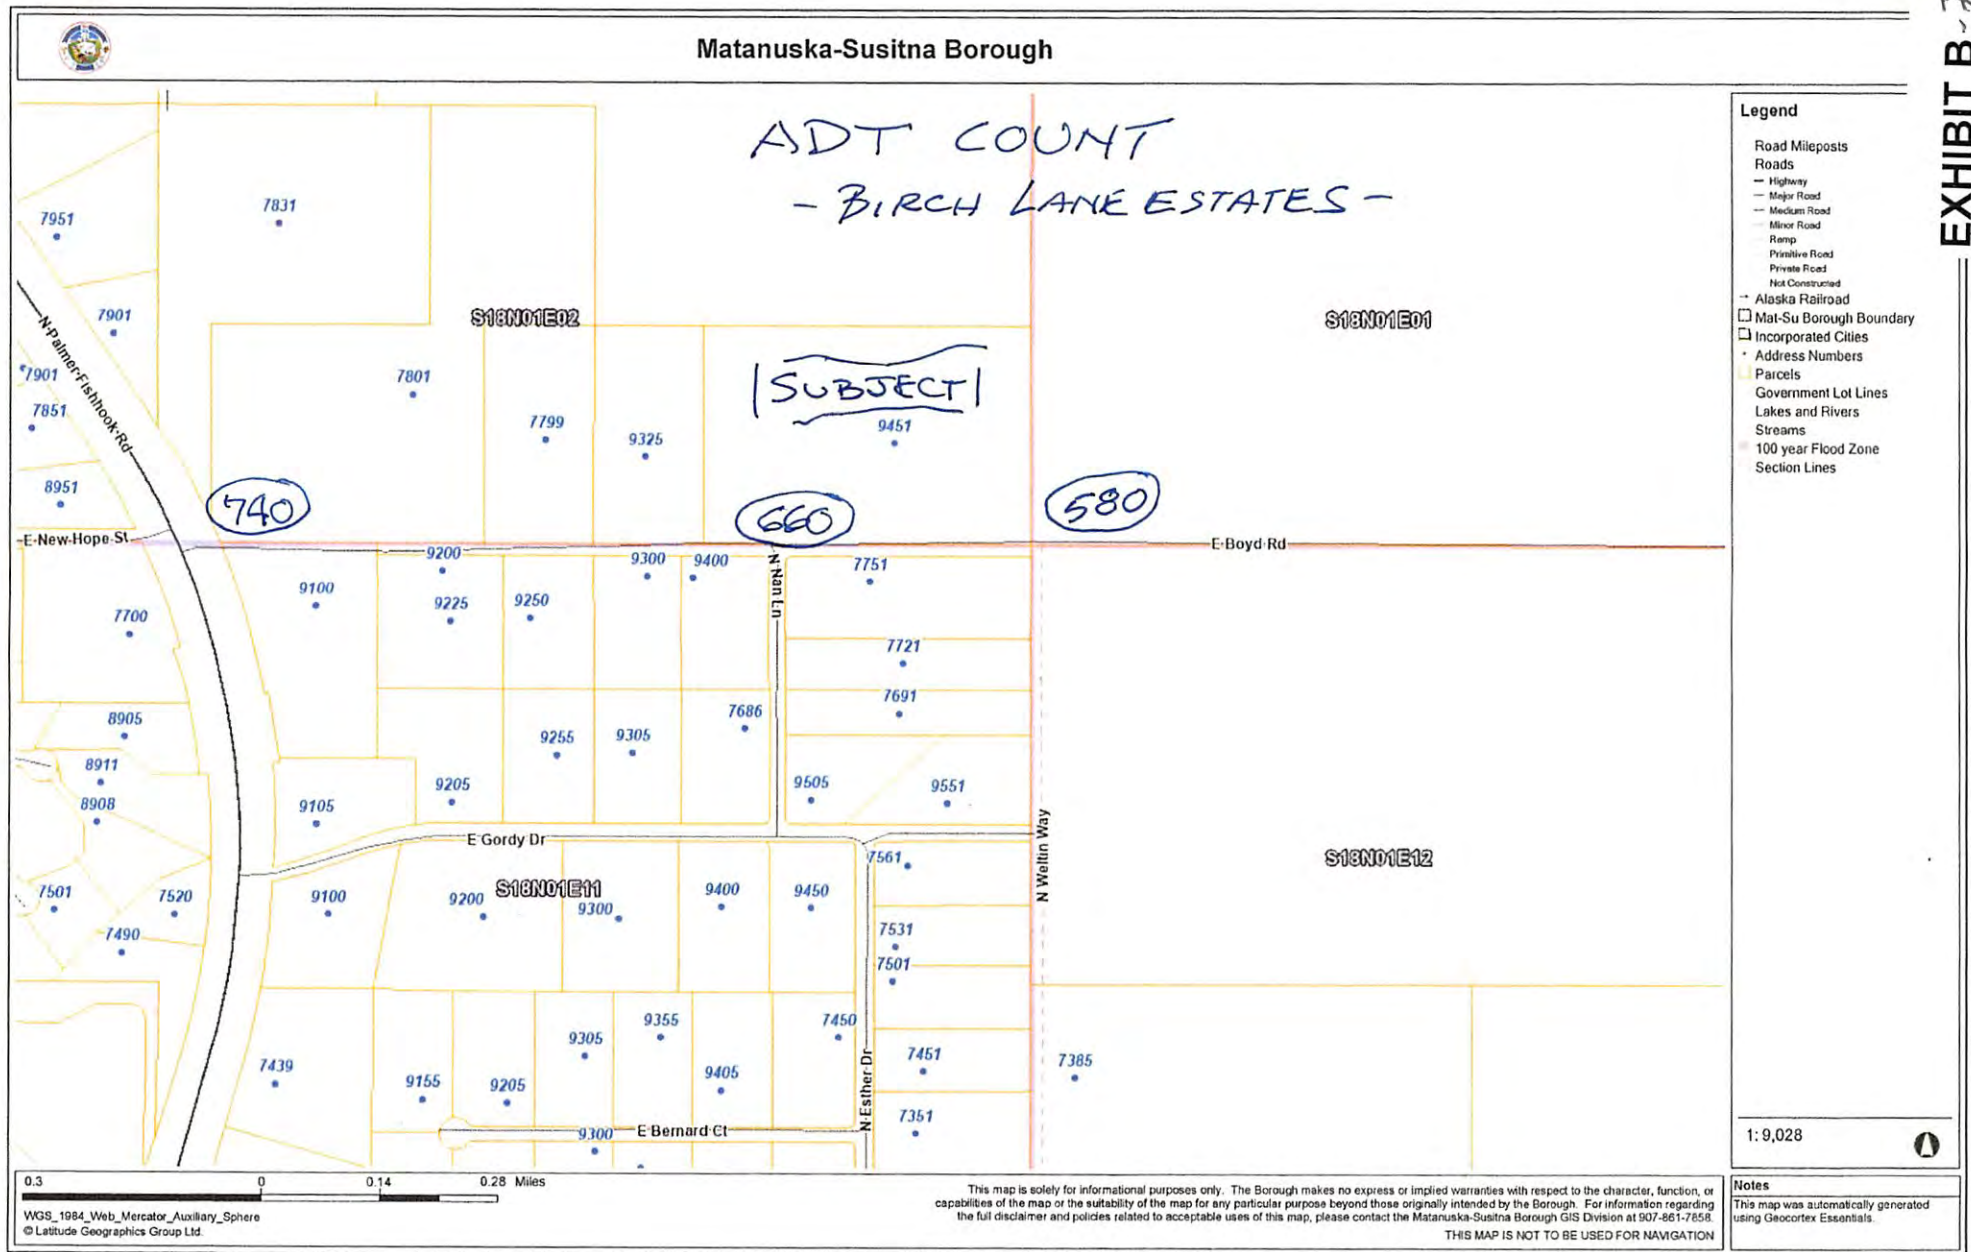 Matanuska-Susitna Borough
EXHIBIT B
ADT COUNT
- BIRCH LANE ESTATES -
Legend
Road Mileposts
Roads
Highway
Major Road
Medium Road
Minor Road
Ramp
Primitive Road
Private Road
Not Constructed
Alaska Railroad
Mat-Su Borough Boundary
Incorporated Cities
Address Numbers
Parcels
Government Lot Lines
Lakes and Rivers
Streams
100 year Flood Zone
Section Lines
7951
7831
7901
S18N01E02
S18N01E01
N Palmer-Fishhook Rd
7901
7851
7801
7799
9325
SUBJECT
9451
8951
740
660
580
E New Hope St
E Boyd Rd
9200
9300
9400
7751
N Nan Ln
9100
9225
9250
7700
7721
7691
8905
9255
9305
7686
8911
8908
9105
9205
9505
9551
E Gordy Dr
N Weltin Way
7561
S18N01E12
7501
7520
9100
9200
S18N01E11
9300
9400
9450
7490
7531
7501
7439
9155
9205
9305
9355
9405
7450
7451
7385
N Esther Dr
7351
9300
E Bernard Ct
1: 9,028
0.3 0 0.14 0.28 Miles
WGS_1984_Web_Mercator_Auxiliary_Sphere
© Latitude Geographics Group Ltd.
This map is solely for informational purposes only. The Borough makes no express or implied warranties with respect to the character, function, or
capabilities of the map or the suitability of the map for any particular purpose beyond those originally intended by the Borough. For information regarding
the full disclaimer and policies related to acceptable uses of this map, please contact the Matanuska-Susitna Borough GIS Division at 907-861-7858.
THIS MAP IS NOT TO BE USED FOR NAVIGATION
Notes
This map was automatically generated
using Geocortex Essentials.